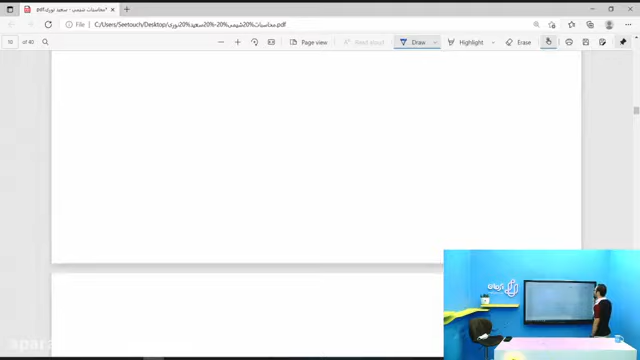 محاسبات شیمی - سعید نوری.pdf
File
C:/Users/Seetouch/Desktop/محاسبات%20شیمی%20-%20سعید%20نوری.pdf
of 40
Page view
Read aloud
Draw
Highlight
Erase